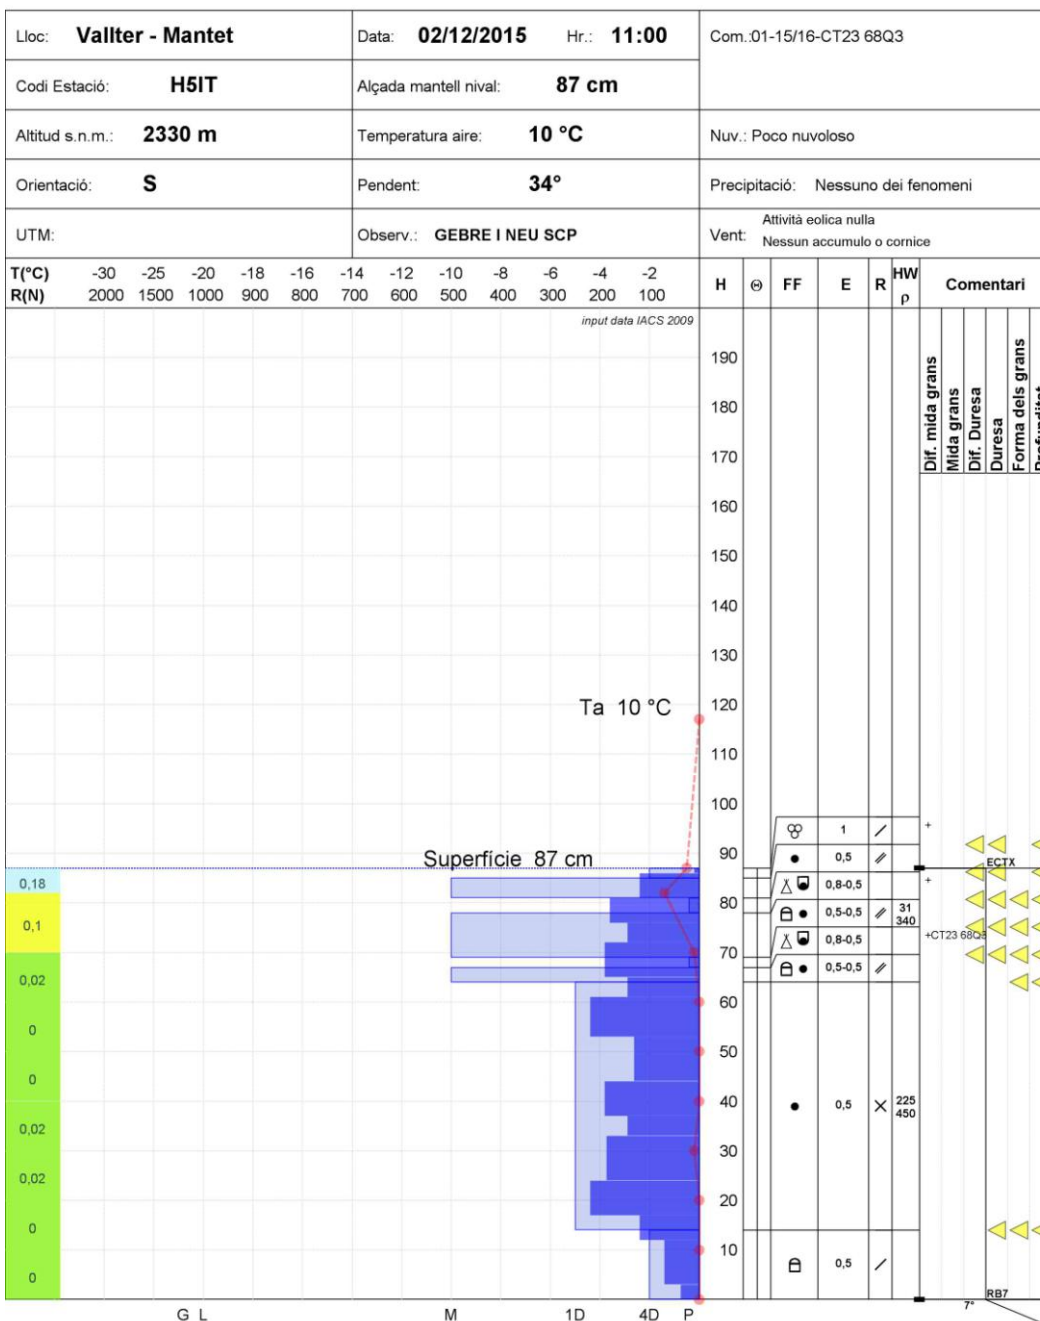 Lloc: Vallter - Mantet Data: 02/12/2015 Hr.: 11:00 Com.:01-15/16-CT23 68Q3
Codi Estació: H5IT Alçada mantell nival: 87 cm
Altitud s.n.m.: 2330 m Temperatura aire: 10 °C Nuv.: Poco nuvoloso
Orientació: S Pendent: 34° Precipitació: Nessuno dei fenomeni
UTM: Observ.: GEBRE I NEU SCP Vent: Attività eolica nulla
Nessun accumulo o cornice
T(°C) -30 -25 -20 -18 -16 -14 -12 -10 -8 -6 -4 -2
R(N) 2000 1500 1000 900 800 700 600 500 400 300 200 100
H Θ FF E R HW ρ Comentari
input data IACS 2009
Dif. mida grans
Mida grans
Dif. Duresa
Duresa
Forma dels grans
190
180
170
160
150
140
130
120
110
100
90
80
70
60
50
40
30
20
10
Ta 10 °C
Superfície 87 cm
0,18
0,1
0,02
0
0
0,02
0,02
0
0
1 +
0,5
ECTX
0,8-0,5 +
0,5-0,5 31
340
0,8-0,5 +CT23 68Q3
0,5-0,5
0,5 225
450
0,5
RB7
7°
G L M 1D 4D P